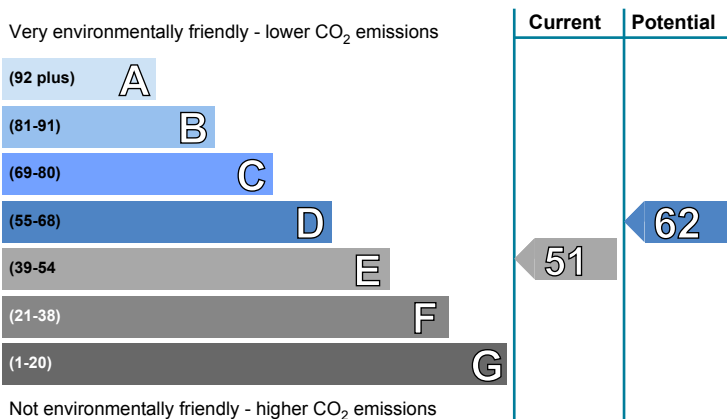 Very environmentally friendly - lower CO2 emissions
Current
Potential
(92 plus) A
(81-91) B
(69-80) C
(55-68) D
62
(39-54 E
51
(21-38) F
(1-20) G
Not environmentally friendly - higher CO2 emissions